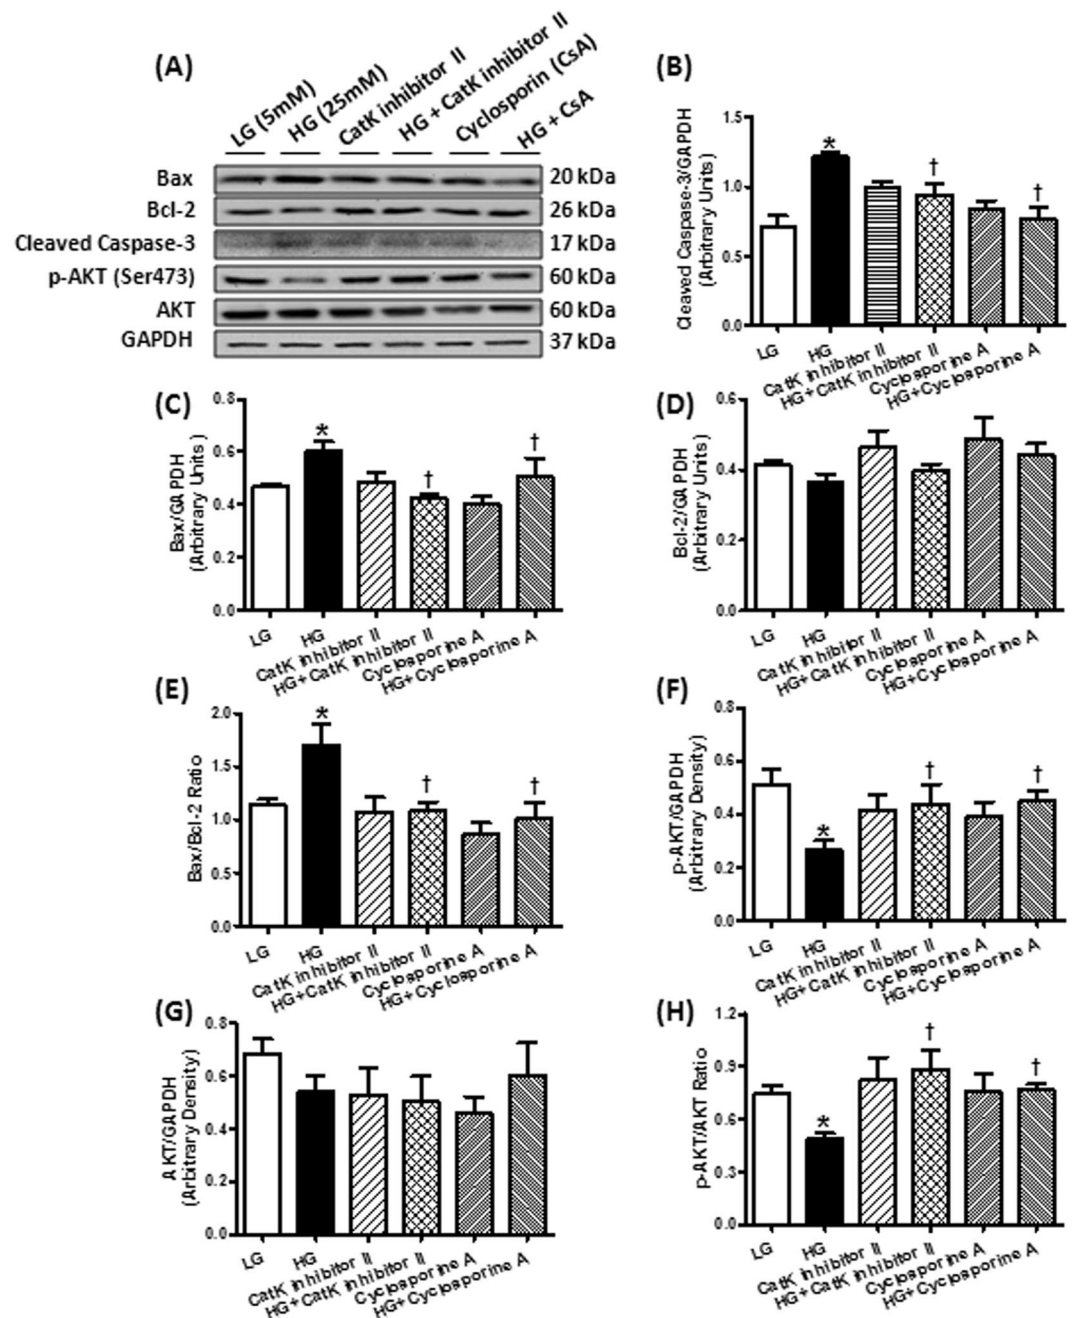 (A)
LG (5mM)
HG (25mM)
CatK inhibitor II
HG + CatK inhibitor II
Cyclosporin (CsA)
HG + CsA
Bax
20 kDa
Bcl-2
26 kDa
Cleaved Caspase-3
17 kDa
p-AKT (Ser473)
60 kDa
AKT
60 kDa
GAPDH
37 kDa
(B)
Cleaved Caspase-3/GAPDH
(Arbitrary Units)
1.5
1.0
0.5
0.0
*
†
†
LG
HG
CatK inhibitor II
HG+CatK inhibitor II
Cyclosporine A
HG+Cyclosporine A
(C)
Bax/GAPDH
(Arbitrary Units)
0.8
0.6
0.4
0.2
0.0
*
†
†
LG
HG
CatK inhibitor II
HG+CatK inhibitor II
Cyclosporine A
HG+Cyclosporine A
(D)
Bcl-2/GAPDH
(Arbitrary Units)
0.6
0.4
0.2
0.0
LG
HG
CatK inhibitor II
HG+CatK inhibitor II
Cyclosporine A
HG+Cyclosporine A
(E)
Bax/Bcl-2 Ratio
2.0
1.5
1.0
0.5
0.0
*
†
†
LG
HG
CatK inhibitor II
HG+CatK inhibitor II
Cyclosporine A
HG+Cyclosporine A
(F)
p-AKT/GAPDH
(Arbitrary Density)
0.8
0.6
0.4
0.2
0.0
*
†
†
LG
HG
CatK inhibitor II
HG+CatK inhibitor II
Cyclosporine A
HG+Cyclosporine A
(G)
AKT/GAPDH
(Arbitrary Density)
0.8
0.6
0.4
0.2
0.0
LG
HG
CatK inhibitor II
HG+CatK inhibitor II
Cyclosporine A
HG+Cyclosporine A
(H)
p-AKT/AKT Ratio
1.2
0.9
0.6
0.3
0.0
*
†
†
LG
HG
CatK inhibitor II
HG+CatK inhibitor II
Cyclosporine A
HG+Cyclosporine A